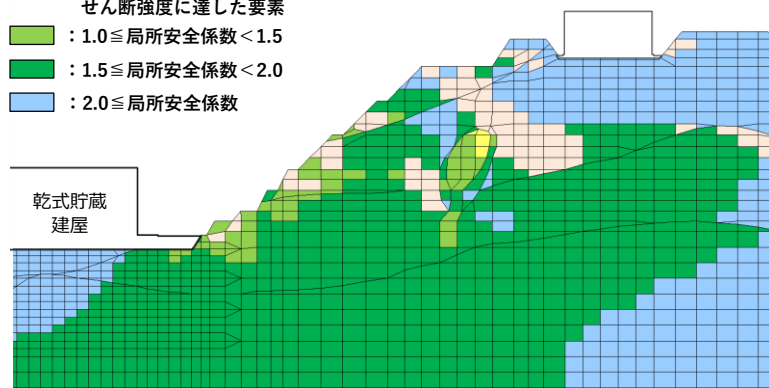 せん断強度に達した要素
：1.0≦局所安全係数＜1.5
：1.5≦局所安全係数＜2.0
：2.0≦局所安全係数
乾式貯蔵
建屋